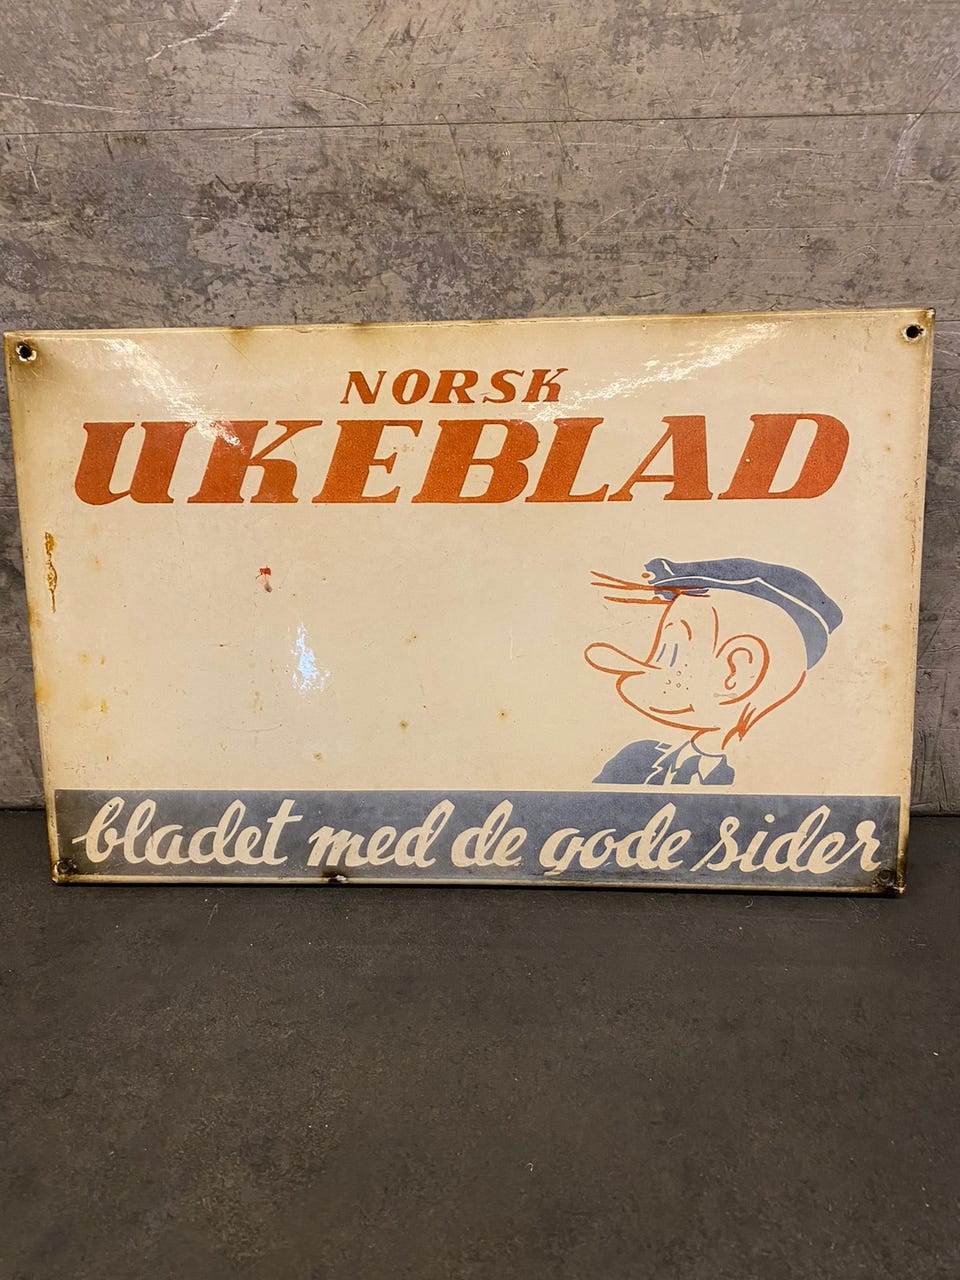 NORSK
UKEBLAD
bladet med de gode sider